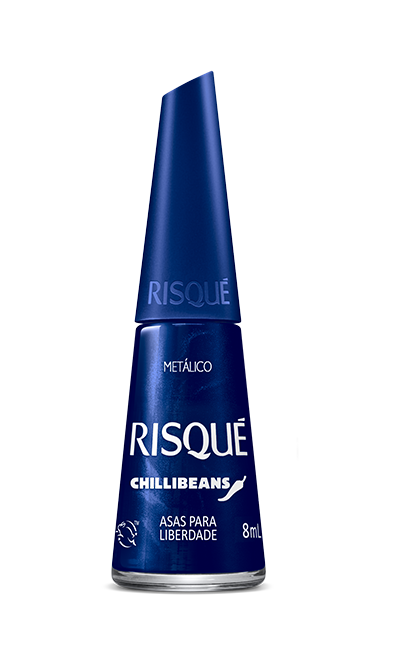 RISQUÉ
METÁLICO
RISQUÉ
CHILLIBEANS
ASAS PARA
LIBERDADE
8mL